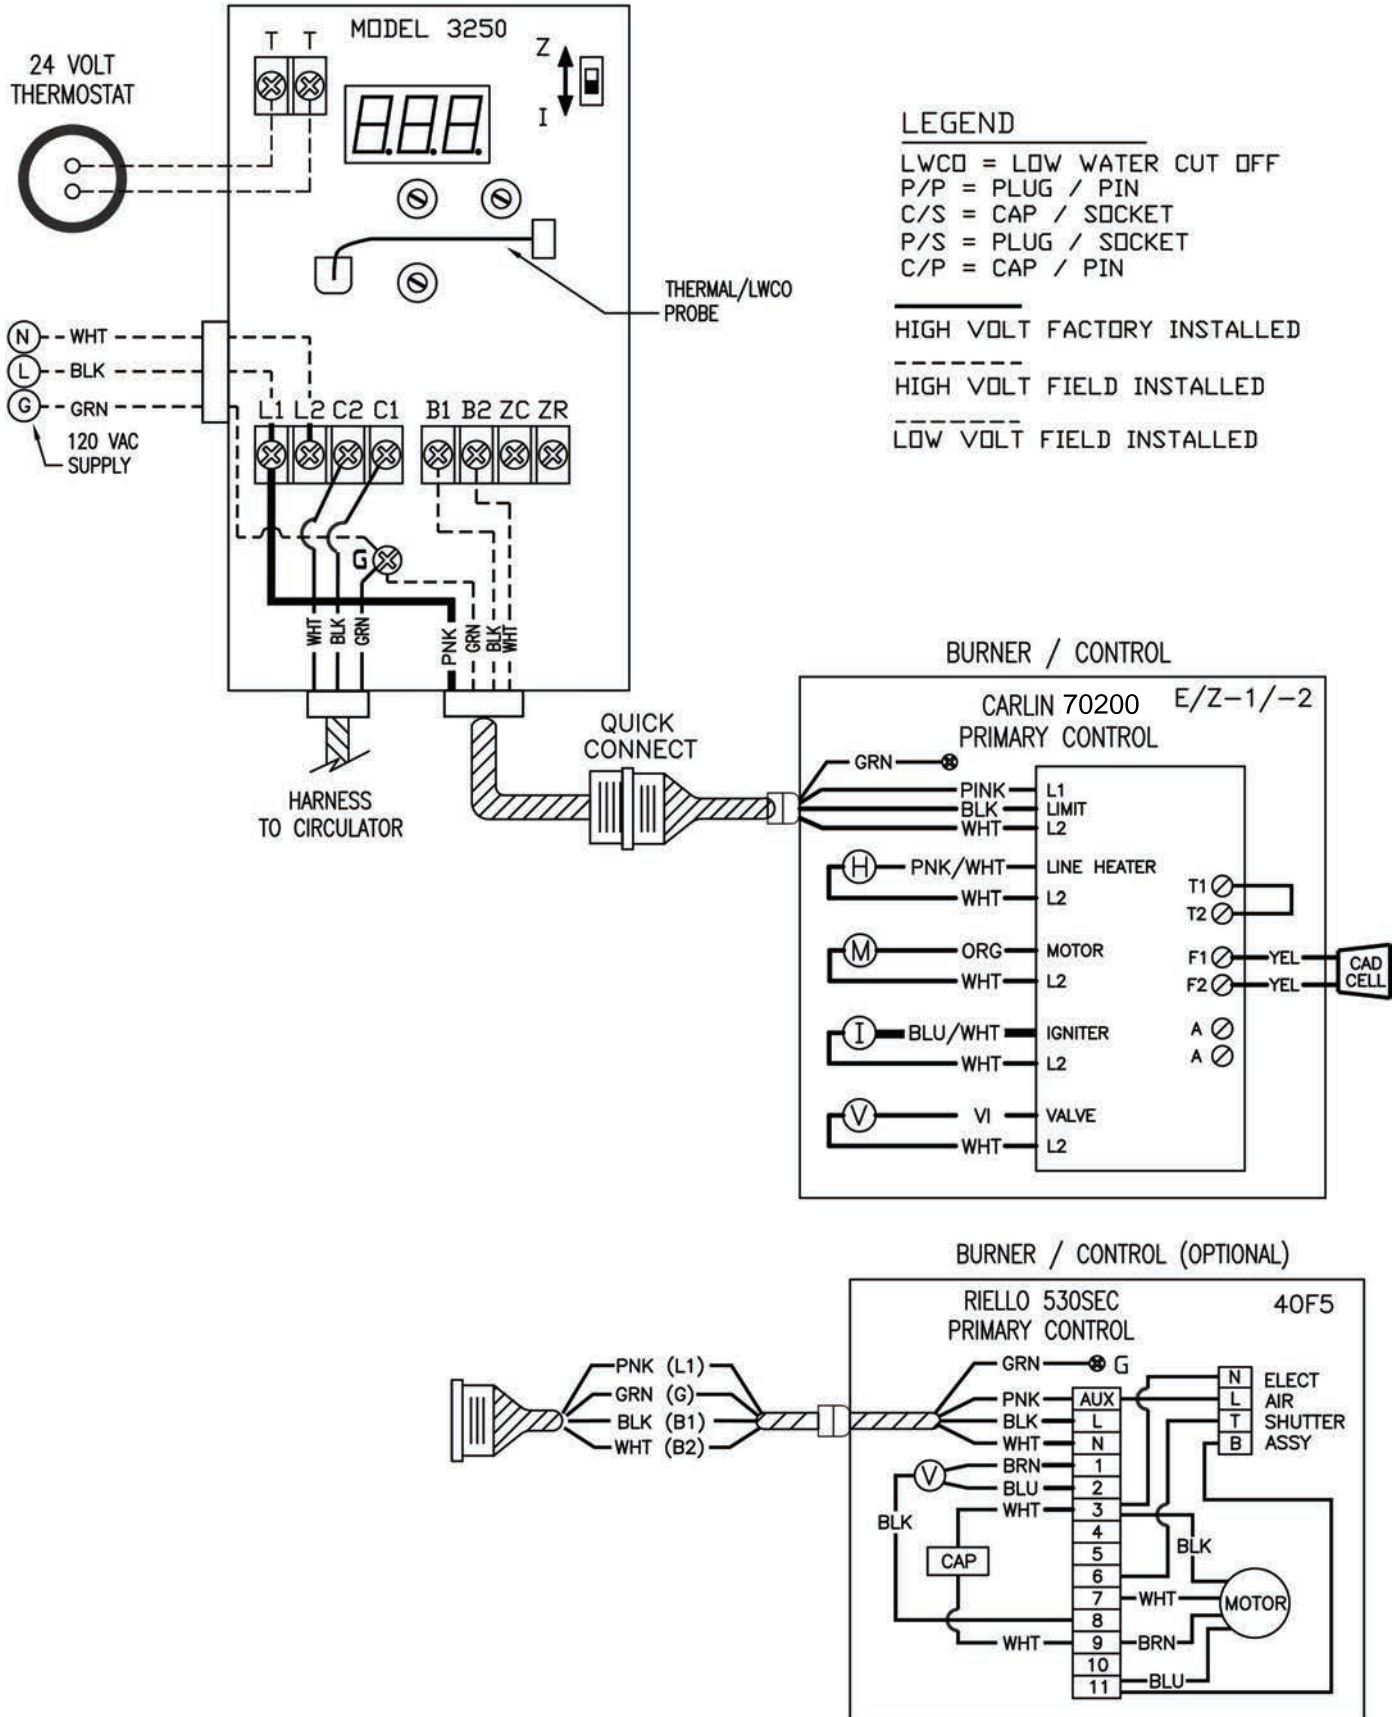 MODEL 3250
T T
Z
I
24 VOLT
THERMOSTAT
8.8.8.
THERMAL/LWCO
PROBE
N WHT
L BLK
G GRN
120 VAC
SUPPLY
L1 L2 C2 C1 B1 B2 ZC ZR
G
WHT
BLK
GRN
PNK
GRN
BLK
WHT
HARNESS
TO CIRCULATOR
QUICK
CONNECT
LEGEND
LWCO = LOW WATER CUT OFF
P/P = PLUG / PIN
C/S = CAP / SOCKET
P/S = PLUG / SOCKET
C/P = CAP / PIN
HIGH VOLT FACTORY INSTALLED
HIGH VOLT FIELD INSTALLED
LOW VOLT FIELD INSTALLED
BURNER / CONTROL
CARLIN 70200 E/Z-1/-2
PRIMARY CONTROL
GRN
PINK L1
BLK LIMIT
WHT L2
H PNK/WHT LINE HEATER
WHT L2
M ORG MOTOR
WHT L2
I BLU/WHT IGNITER
WHT L2
V VI VALVE
WHT L2
T1
T2
F1 YEL
F2 YEL
CAD
CELL
A
A
BURNER / CONTROL (OPTIONAL)
RIELLO 530SEC 40F5
PRIMARY CONTROL
PNK (L1)
GRN (G)
BLK (B1)
WHT (B2)
GRN G
PNK AUX
BLK L
WHT N
BRN 1
BLU 2
WHT 3
4
5
6
7 WHT
8
WHT 9 BRN
10
11 BLU
V
BLK
CAP
BLK
MOTOR
N ELECT
L AIR
T SHUTTER
B ASSY